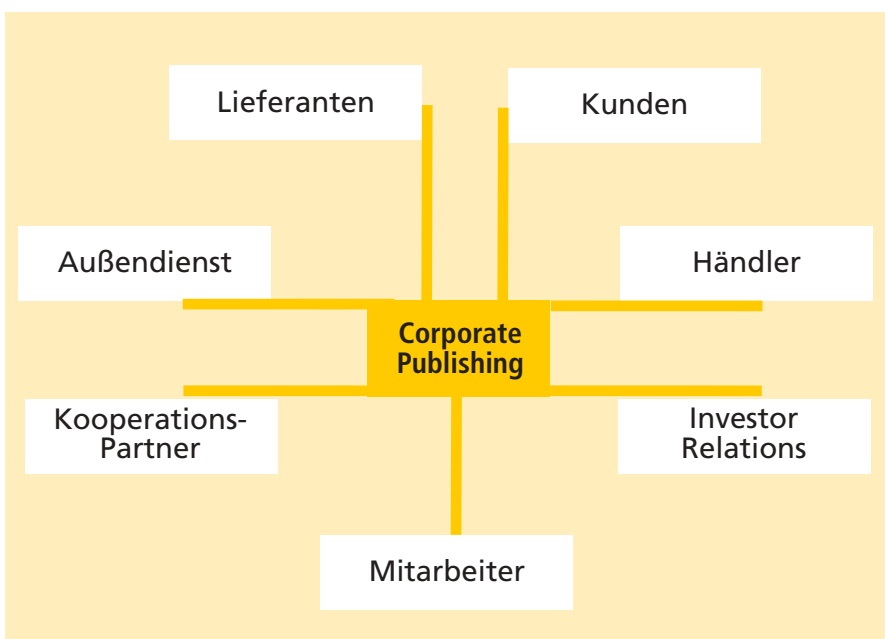 Lieferanten
Kunden
Außendienst
Händler
Corporate
Publishing
Kooperations-
Partner
Investor
Relations
Mitarbeiter